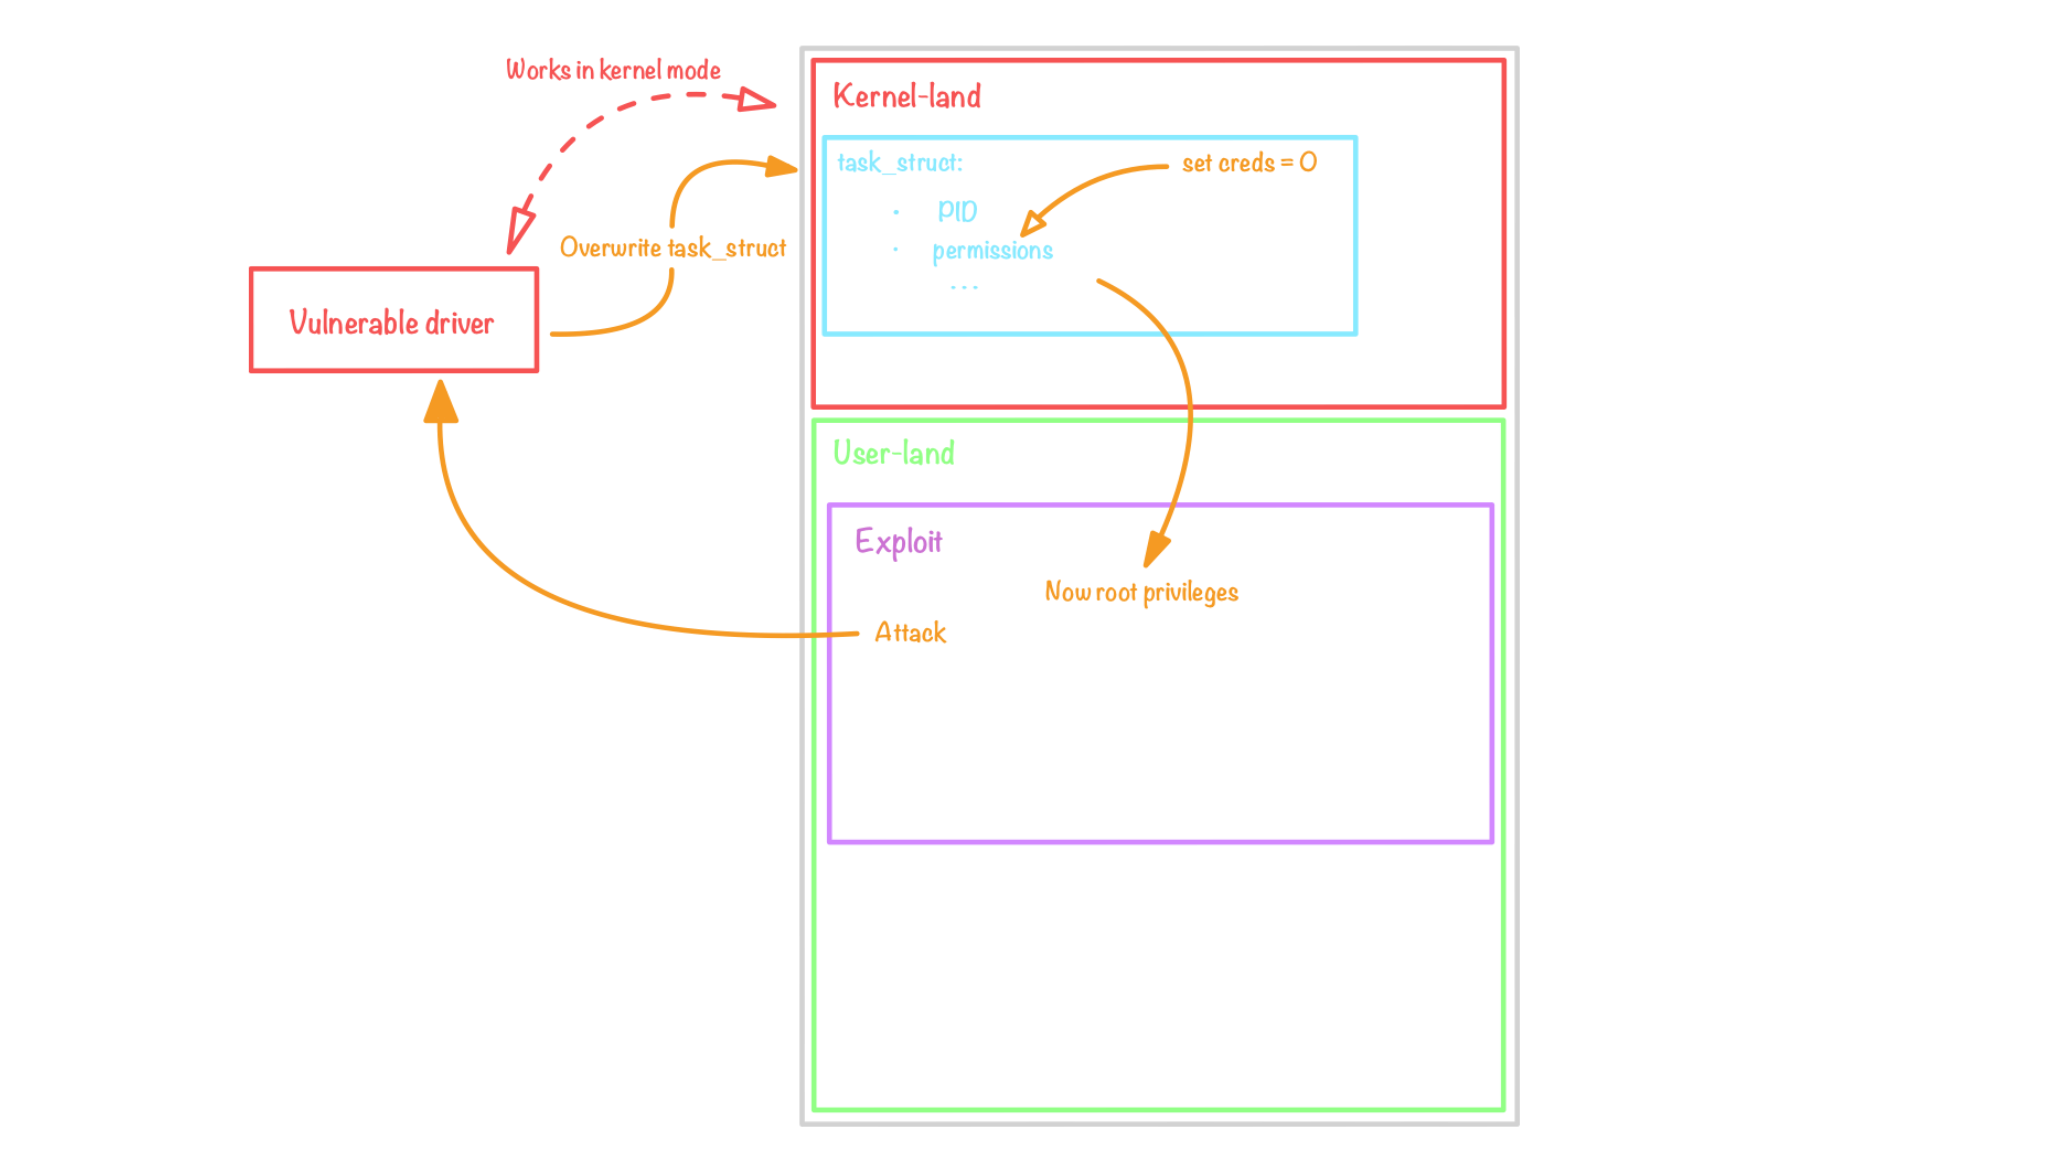 Works in kernel mode
Kernel-land
task_struct:
set creds = 0
· PID
Overwrite task_struct
· permissions
...
Vulnerable driver
User-land
Exploit
Now root privileges
Attack